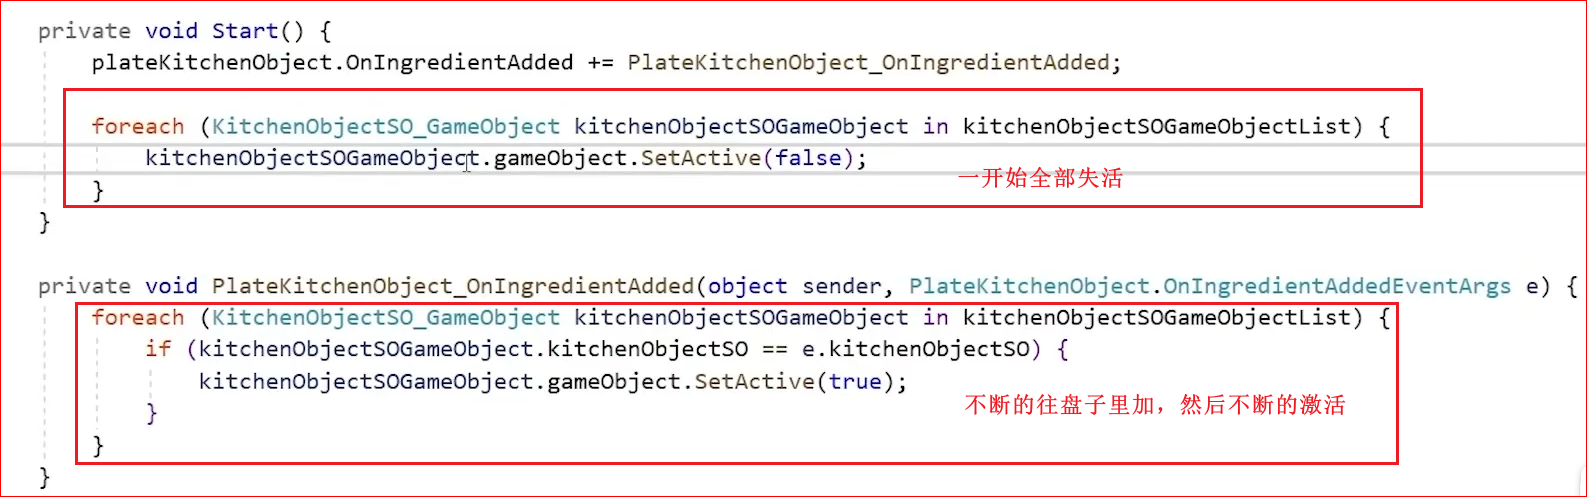 private void Start() {
plateKitchenObject.OnIngredientAdded += PlateKitchenObject_OnIngredientAdded;
foreach (KitchenObjectSO_GameObject kitchenObjectSOGameObject in kitchenObjectSOGameObjectList) {
kitchenObjectSOGameObject.gameObject.SetActive(false);
一开始全部失活
}
}
private void PlateKitchenObject_OnIngredientAdded(object sender, PlateKitchenObject.OnIngredientAddedEventArgs e) {
foreach (KitchenObjectSO_GameObject kitchenObjectSOGameObject in kitchenObjectSOGameObjectList) {
if (kitchenObjectSOGameObject.kitchenObjectSO == e.kitchenObjectSO) {
kitchenObjectSOGameObject.gameObject.SetActive(true);
不断的往盘子里加，然后不断的激活
}
}
}